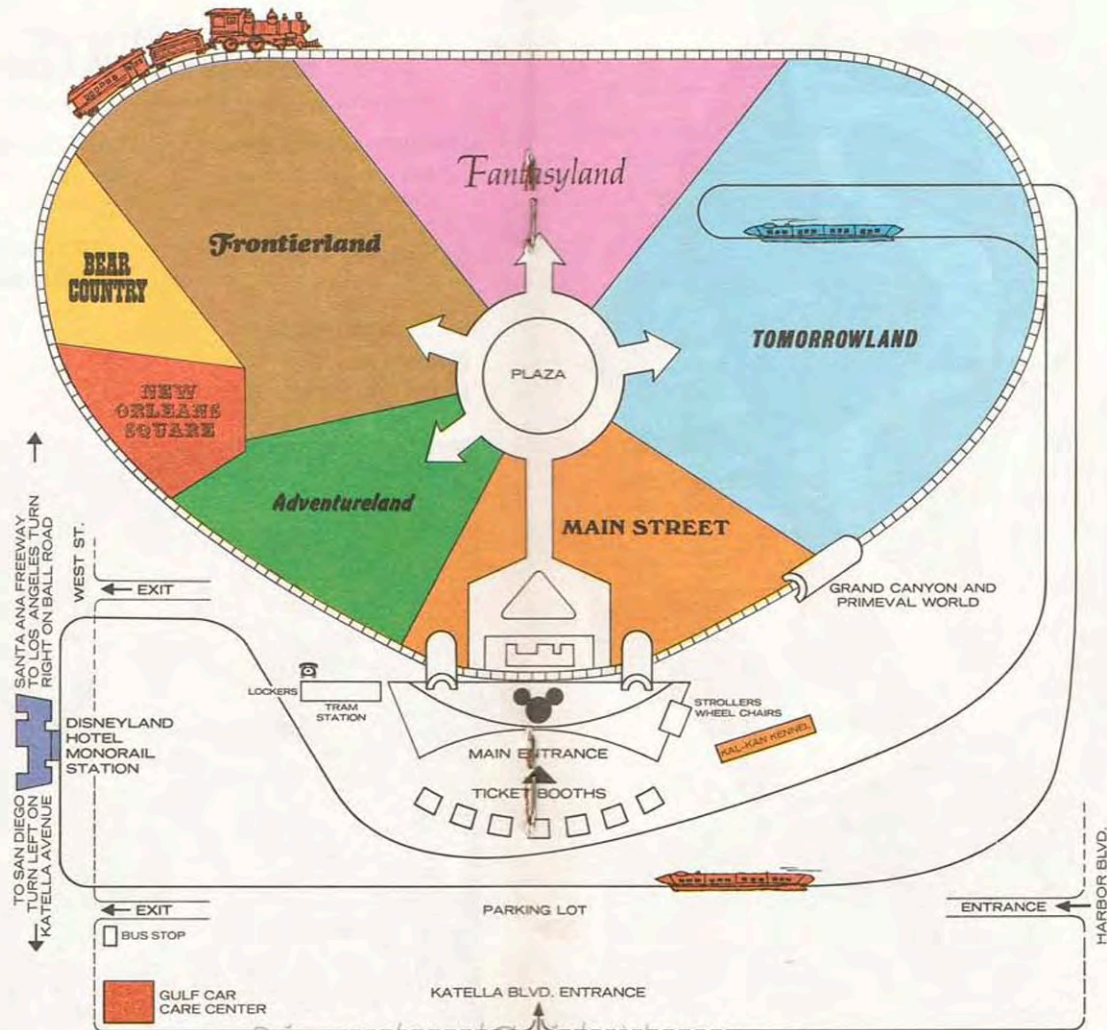 Fantasyland
Frontierland
BEAR
COUNTRY
TOMORROWLAND
PLAZA
NEW
ORLEANS
SQUARE
Adventureland
MAIN STREET
GRAND CANYON AND
PRIMEVAL WORLD
SANTA ANA FREEWAY
TO LOS ANGELES TURN
RIGHT ON BALL ROAD
WEST ST.
EXIT
LOCKERS
TRAM
STATION
STROLLERS
WHEEL CHAIRS
DISNEYLAND
HOTEL
MONORAIL
STATION
MAIN ENTRANCE
KAL-KAN KENNEL
TICKET BOOTHS
TO SAN DIEGO
TURN LEFT ON
KATELLA AVENUE
EXIT
PARKING LOT
ENTRANCE
HARBOR BLVD.
BUS STOP
GULF CAR
CARE CENTER
KATELLA BLVD. ENTRANCE